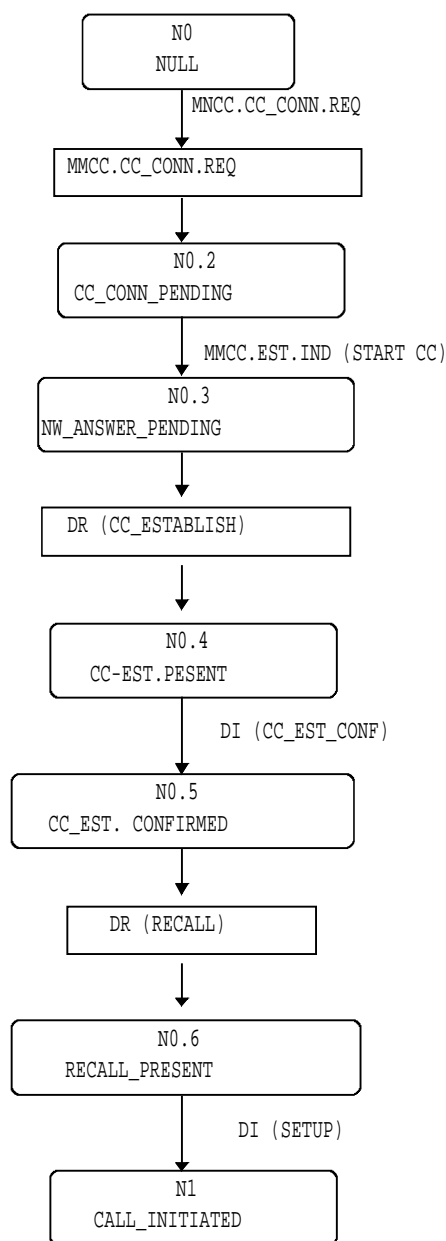 N0
NULL
MNCC.CC_CONN.REQ
MMCC.CC_CONN.REQ
N0.2
CC_CONN_PENDING
MMCC.EST.IND (START CC)
N0.3
NW_ANSWER_PENDING
DR (CC_ESTABLISH)
N0.4
CC-EST.PESENT
DI (CC_EST_CONF)
N0.5
CC_EST. CONFIRMED
DR (RECALL)
N0.6
RECALL_PRESENT
DI (SETUP)
N1
CALL_INITIATED